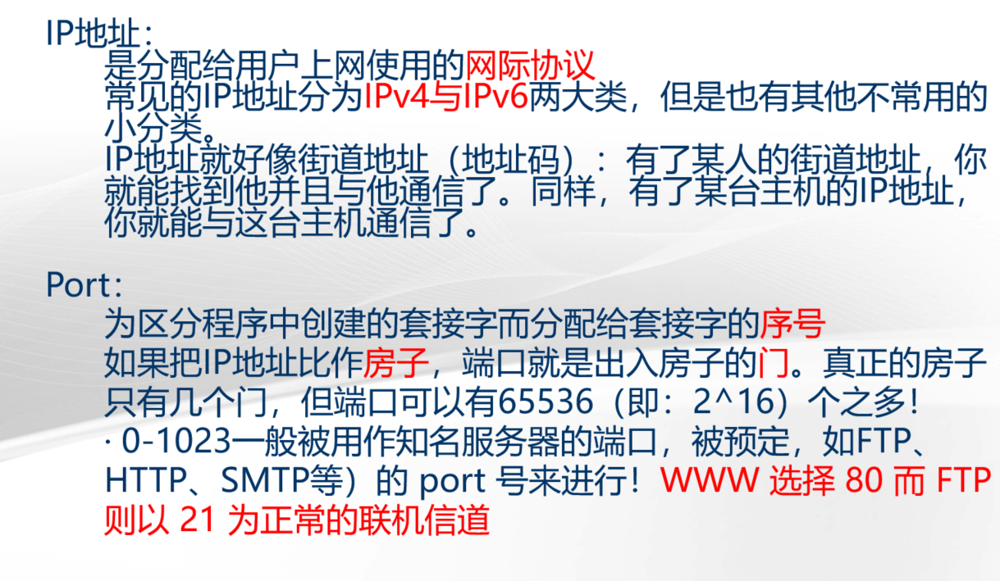 IP地址：
是分配给用户上网使用的网际协议
常见的IP地址分为IPv4与IPv6两大类，但是也有其他不常用的
小分类。
IP地址就好像街道地址（地址码）：有了某人的街道地址，你
就能找到他并且与他通信了。同样，有了某台主机的IP地址，
你就能与这台主机通信了。
Port：
为区分程序中创建的套接字而分配给套接字的序号
如果把IP地址比作房子，端口就是出入房子的门。真正的房子
只有几个门，但端口可以有65536（即：2^16）个之多！
· 0-1023一般被用作知名服务器的端口，被预定，如FTP、
HTTP、SMTP等）的 port 号来进行！WWW 选择 80 而 FTP
则以 21 为正常的联机信道